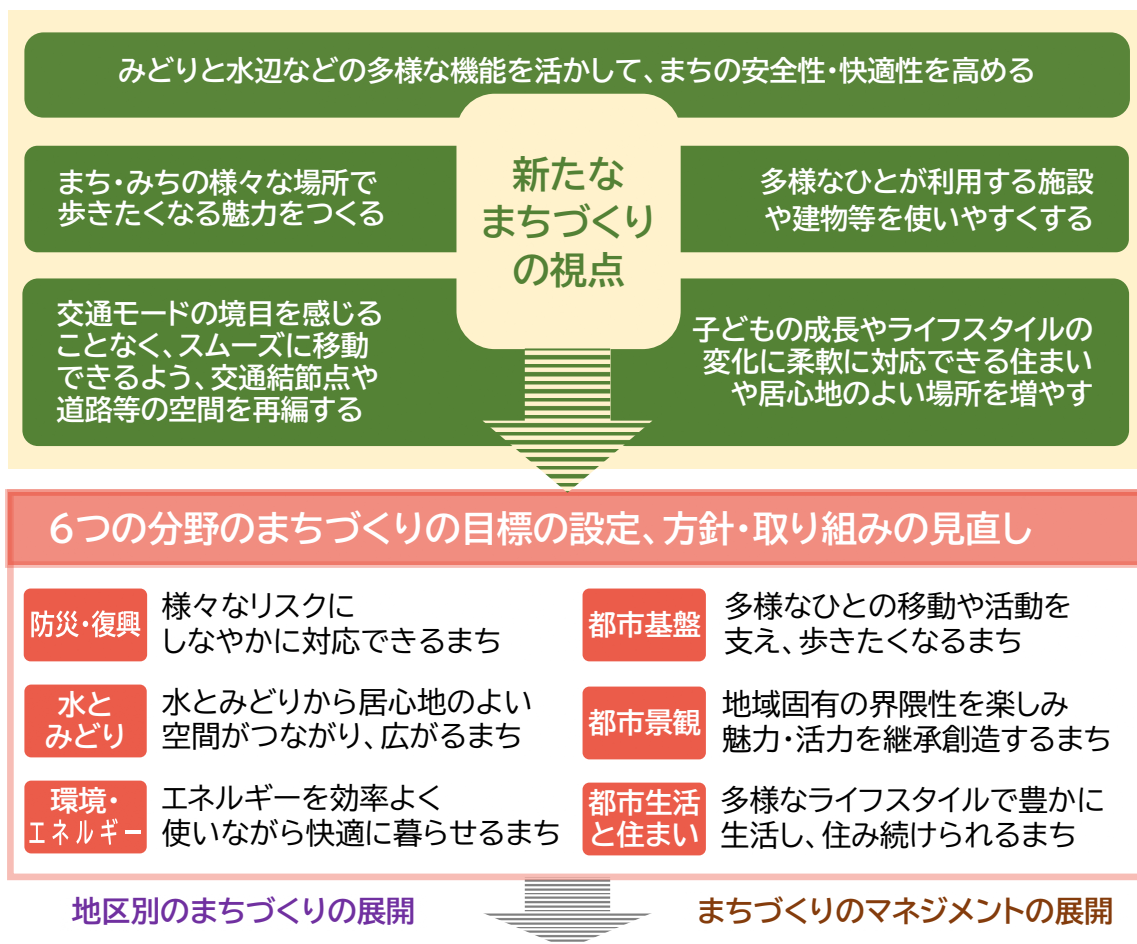 みどりと水辺などの多様な機能を活かして、まちの安全性・快適性を高める
新たな
まちづくり
の視点
まち・みちの様々な場所で
歩きたくなる魅力をつくる
多様なひとが利用する施設
や建物等を使いやすくする
交通モードの境目を感じる
ことなく、スムーズに移動
できるよう、交通結節点や
道路等の空間を再編する
子どもの成長やライフスタイルの
変化に柔軟に対応できる住まい
や居心地のよい場所を増やす
6つの分野のまちづくりの目標の設定、方針・取り組みの見直し
防災・復興
様々なリスクに
しなやかに対応できるまち
水と
みどり
水とみどりから居心地のよい
空間がつながり、広がるまち
環境・
エネルギー
エネルギーを効率よく
使いながら快適に暮らせるまち
都市基盤
多様なひとの移動や活動を
支え、歩きたくなるまち
都市景観
地域固有の界隈性を楽しみ
魅力・活力を継承創造するまち
都市生活
と住まい
多様なライフスタイルで豊かに
生活し、住み続けられるまち
地区別のまちづくりの展開
まちづくりのマネジメントの展開